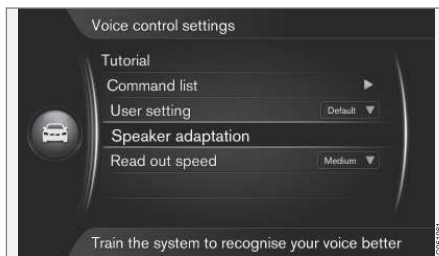 Voice control settings
Tutorial
Command list
User setting Default
Speaker adaptation
Read out speed Medium
Train the system to recognise your voice better